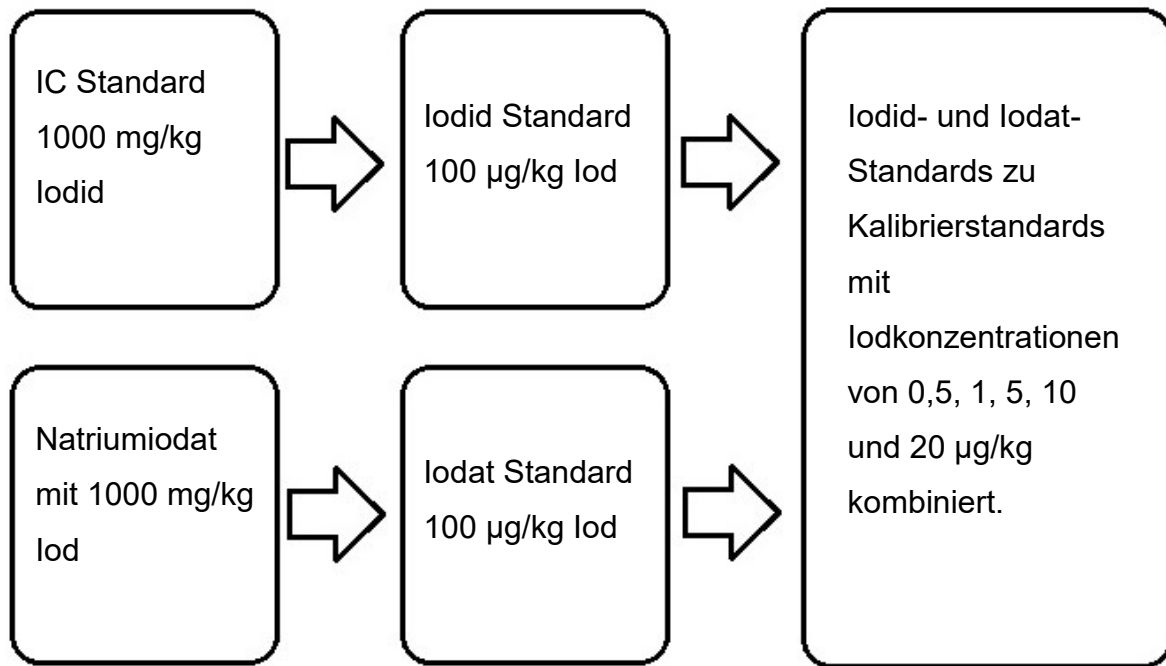 IC Standard
1000 mg/kg
Iodid
Iodid Standard
100 µg/kg Iod
Natriumiodat
mit 1000 mg/kg
Iod
Iodat Standard
100 µg/kg Iod
Iodid- und Iodat-
Standards zu
Kalibrierstandards
mit
Iodkonzentrationen
von 0,5, 1, 5, 10
und 20 µg/kg
kombiniert.